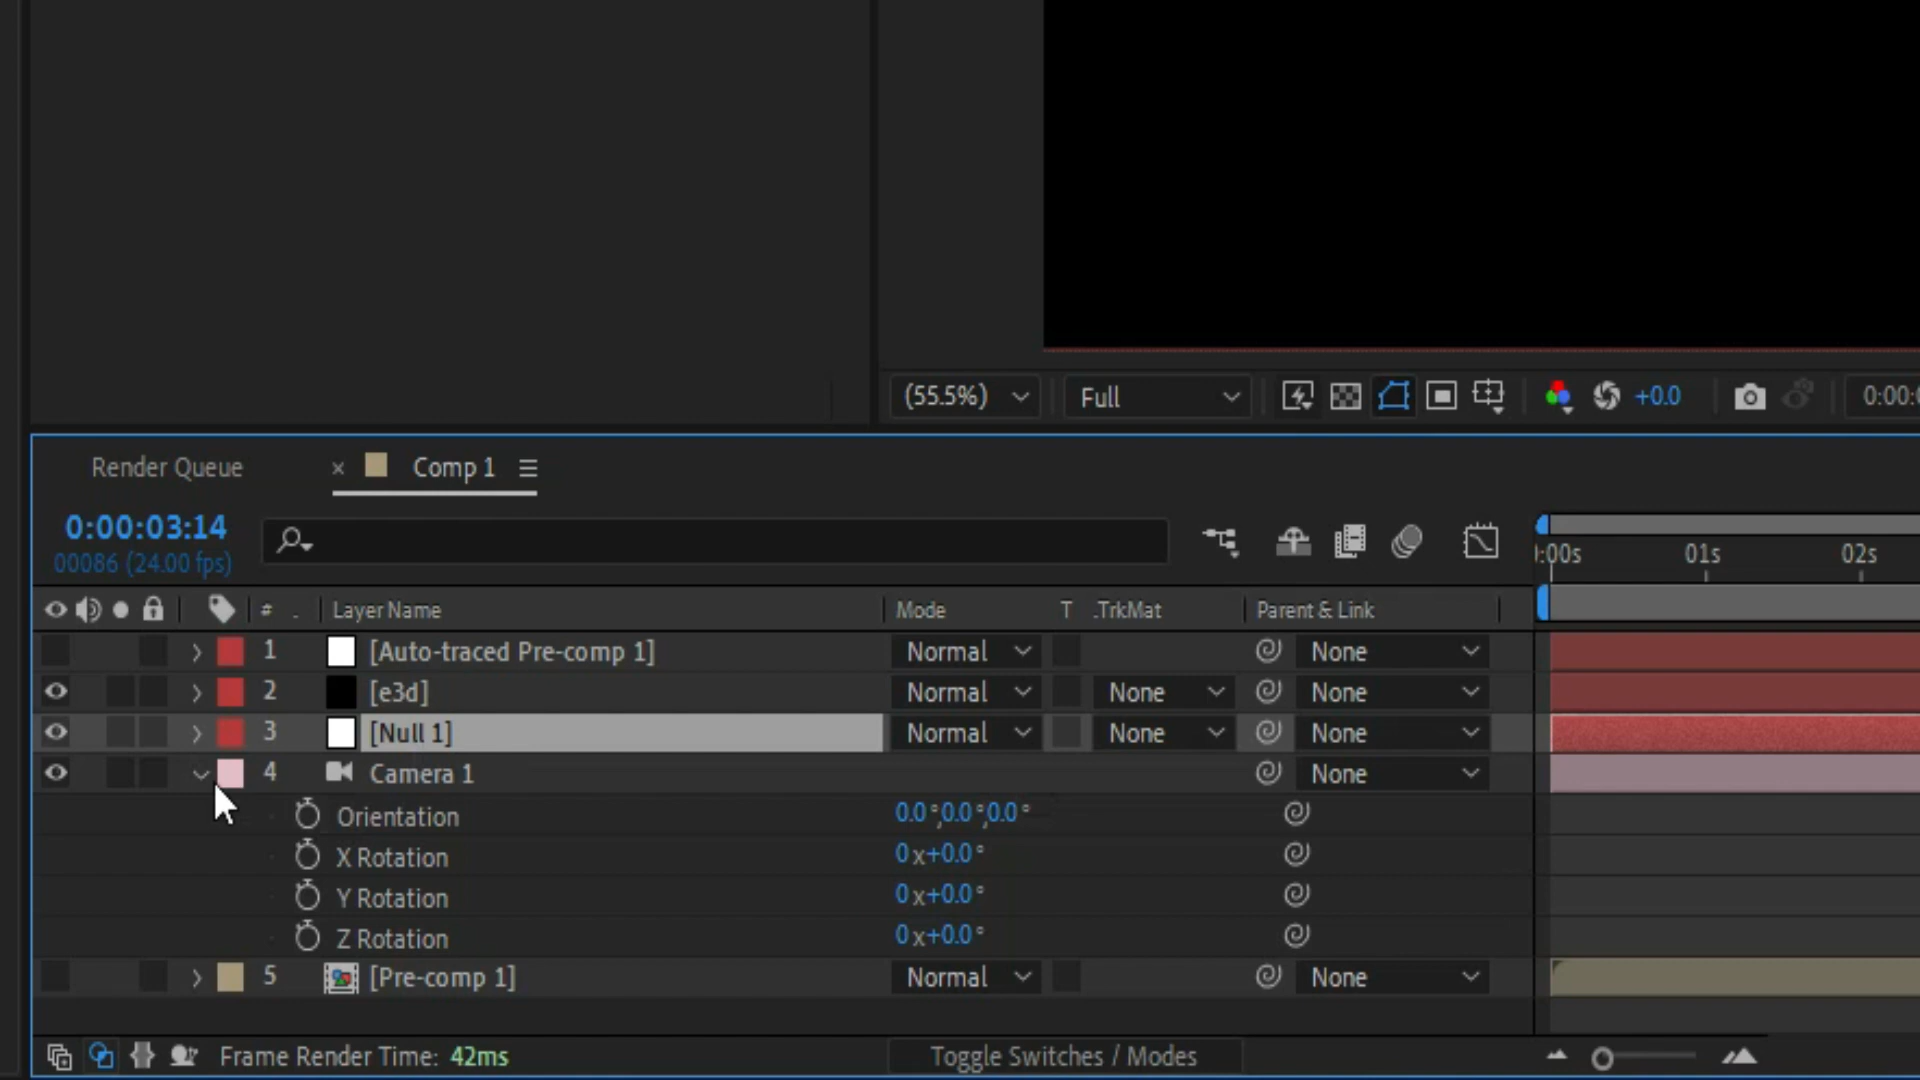 (55.5%) Full +0.0 0:00:0
Render Queue × Comp 1
0:00:03:14
00086 (24.00 fps)
:00s 01s 02s
# . Layer Name Mode T .TrkMat Parent & Link
1 [Auto-traced Pre-comp 1] Normal None
2 [e3d] Normal None None
3 [Null 1] Normal None None
4 Camera 1 None
Orientation 0.0°,0.0°,0.0°
X Rotation 0x+0.0°
Y Rotation 0x+0.0°
Z Rotation 0x+0.0°
5 [Pre-comp 1] Normal None
Frame Render Time: 42ms Toggle Switches / Modes